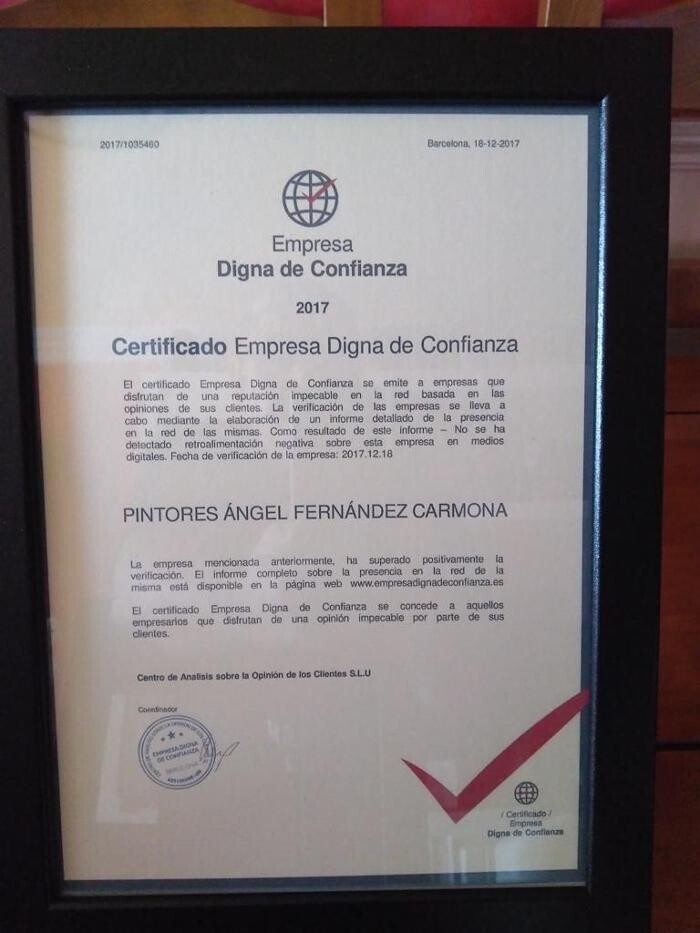 2017/1035460
Barcelona, 18-12-2017
Empresa
Digna de Confianza
2017
Certificado Empresa Digna de Confianza
El certificado Empresa Digna de Confianza se emite a empresas que
disfrutan de una reputación impecable en la red basada en las
opiniones de sus clientes. La verificación de las empresas se lleva a
cabo mediante la elaboración de un informe detallado de la presencia
en la red de las mismas. Como resultado de este informe – No se ha
detectado retroalimentación negativa sobre esta empresa en medios
digitales. Fecha de verificación de la empresa: 2017.12.18
PINTORES ÁNGEL FERNÁNDEZ CARMONA
La empresa mencionada anteriormente, ha superado positivamente la
verificación. El informe completo sobre la presencia en la red de la
misma está disponible en la página web www.empresadignadeconfianza.es
El certificado Empresa Digna de Confianza se concede a aquellos
empresarios que disfrutan de una opinión impecable por parte de sus
clientes.
Centro de Analisis sobre la Opinión de los Clientes S.L.U
Coordinador
EMPRESA DIGNA
DE CONFIANZA
/ Certificado /
Empresa
Digna de Confianza